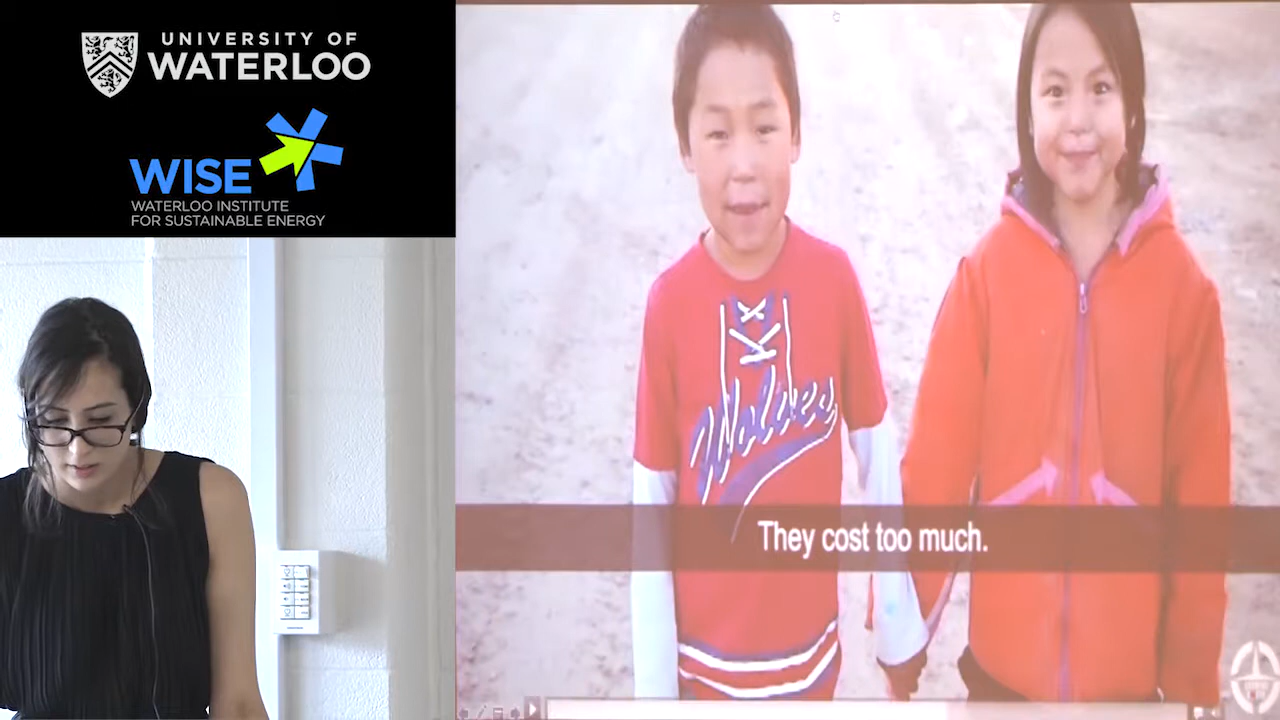 UNIVERSITY OF
WATERLOO
WISE
WATERLOO INSTITUTE
FOR SUSTAINABLE ENERGY
Wolves
They cost too much.